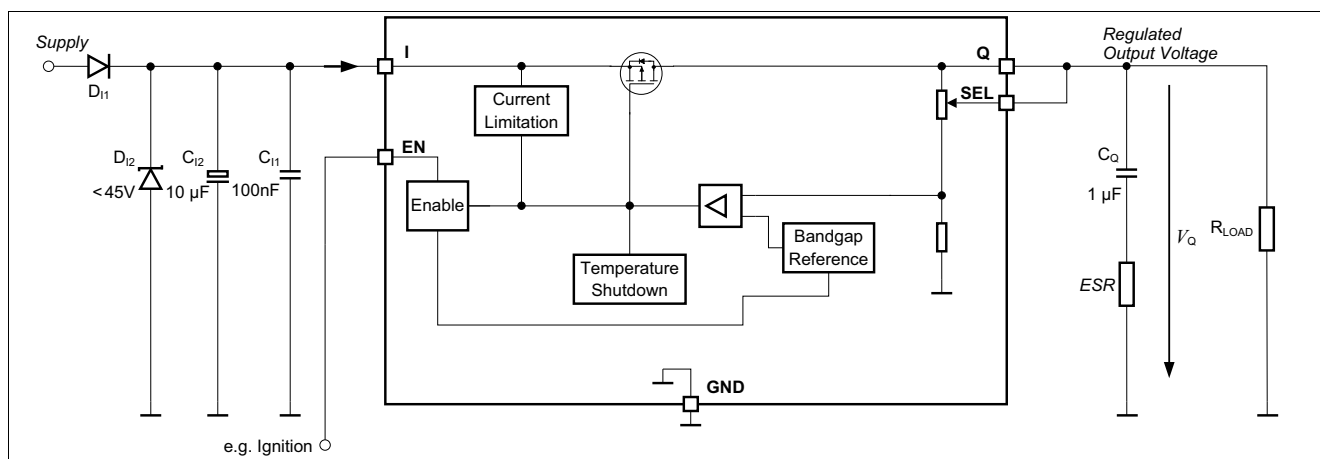 Supply
I
Q
Regulated
Output Voltage
D_I1
Current
Limitation
SEL
EN
D_I2
<45V
C_I2
10 µF
C_I1
100nF
Enable
C_Q
1 µF
Bandgap
Reference
V_Q
R_LOAD
Temperature
Shutdown
ESR
GND
e.g. Ignition